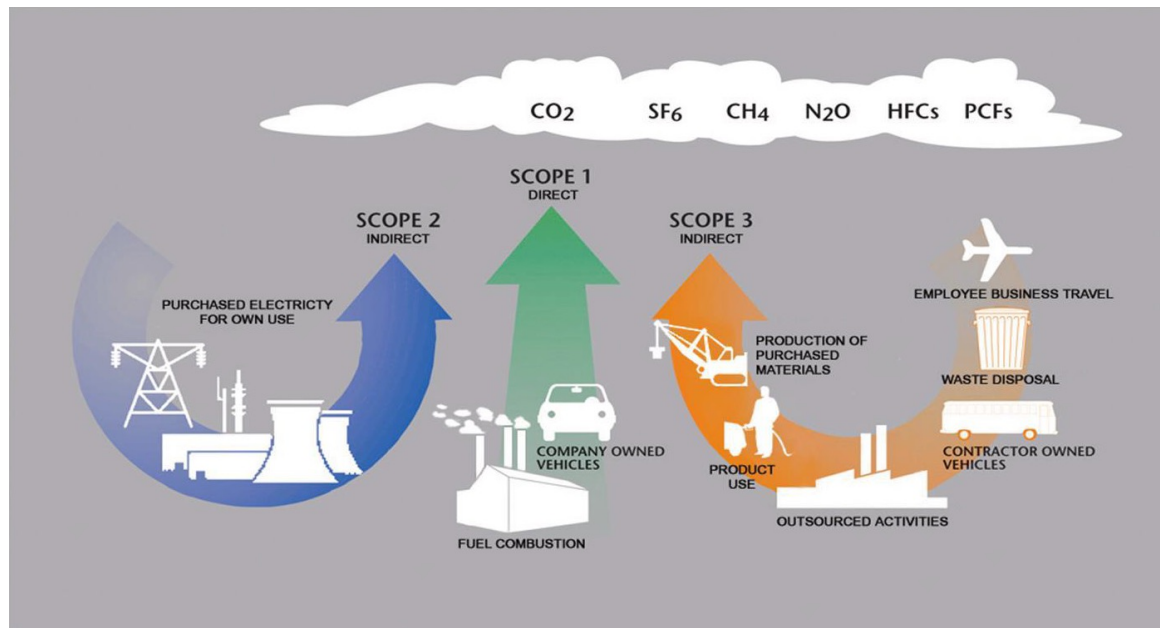 CO2 SF6 CH4 N2O HFCs PCFs
SCOPE 1
DIRECT
SCOPE 2
INDIRECT
SCOPE 3
INDIRECT
PURCHASED ELECTRICTY
FOR OWN USE
COMPANY OWNED
VEHICLES
FUEL COMBUSTION
PRODUCTION OF
PURCHASED
MATERIALS
PRODUCT
USE
OUTSOURCED ACTIVITIES
EMPLOYEE BUSINESS TRAVEL
WASTE DISPOSAL
CONTRACTOR OWNED
VEHICLES